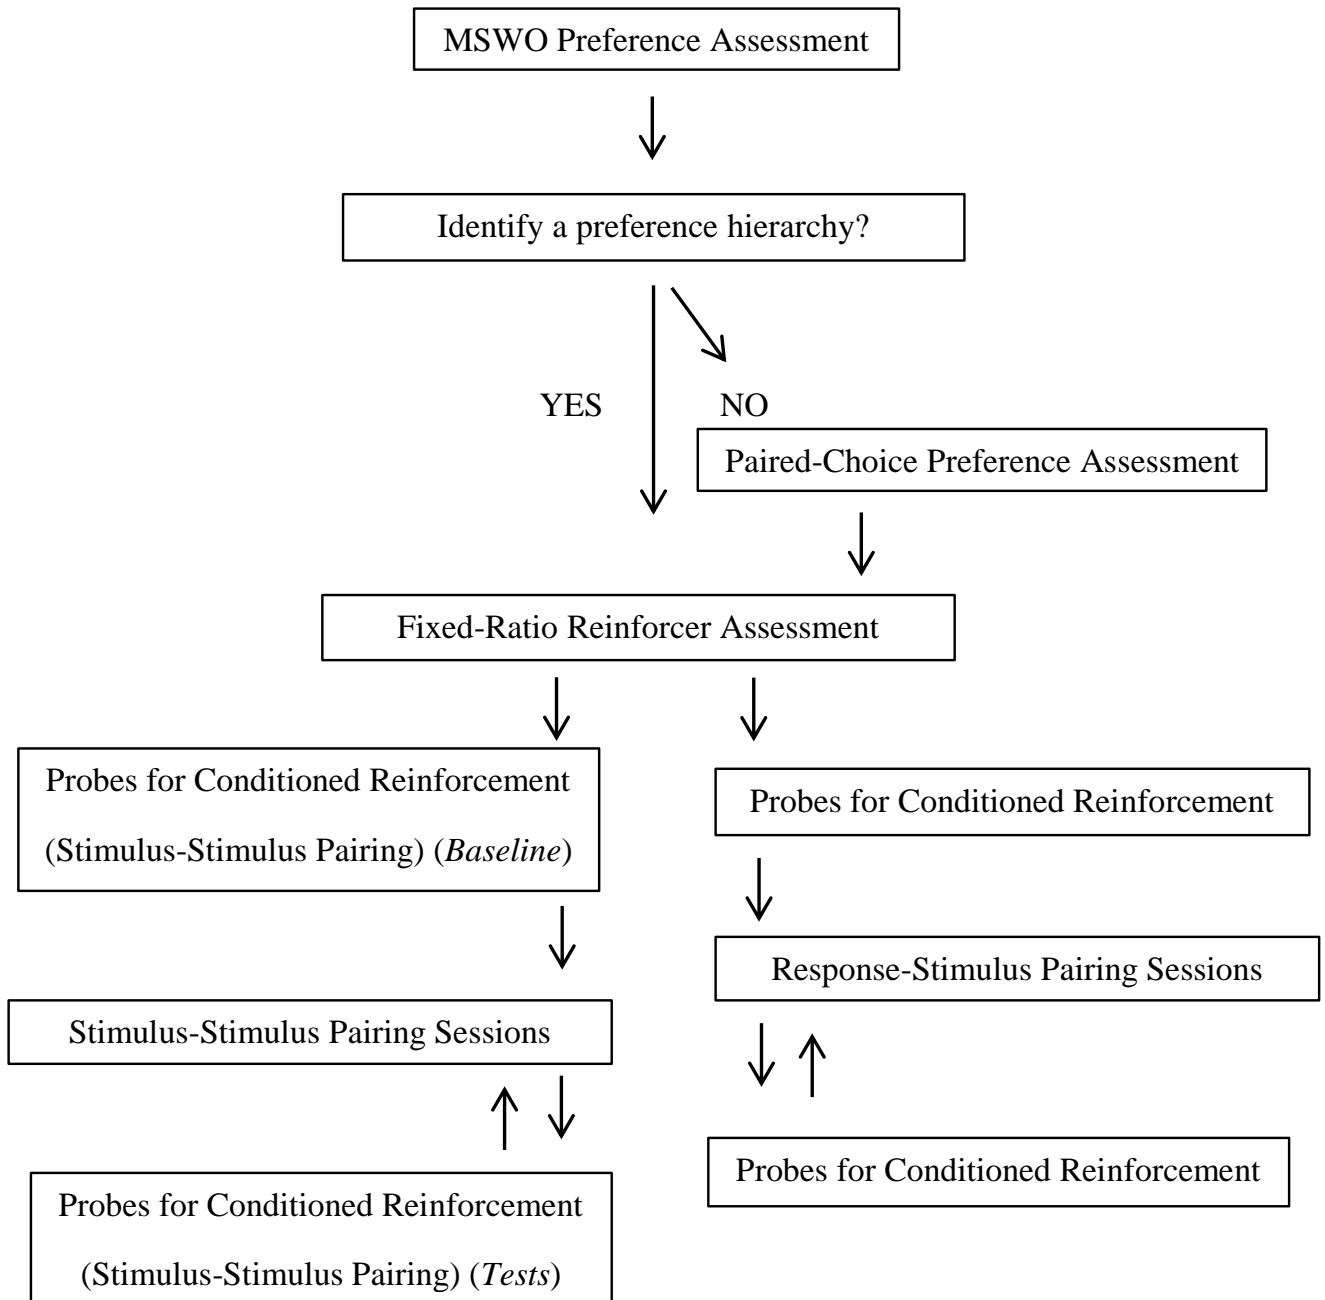 MSWO Preference Assessment
Identify a preference hierarchy?
YES
NO
Paired-Choice Preference Assessment
Fixed-Ratio Reinforcer Assessment
Probes for Conditioned Reinforcement
(Stimulus-Stimulus Pairing) (Baseline)
Probes for Conditioned Reinforcement
Response-Stimulus Pairing Sessions
Stimulus-Stimulus Pairing Sessions
Probes for Conditioned Reinforcement
Probes for Conditioned Reinforcement
(Stimulus-Stimulus Pairing) (Tests)